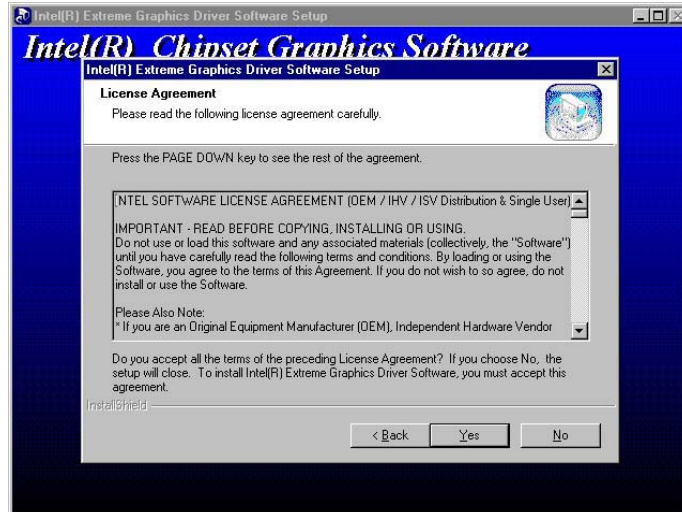 Intel(R) Extreme Graphics Driver Software Setup
Intel(R) Chipset Graphics Software
Intel(R) Extreme Graphics Driver Software Setup
License Agreement
Please read the following license agreement carefully.
Press the PAGE DOWN key to see the rest of the agreement.
NTEL SOFTWARE LICENSE AGREEMENT (OEM / IHV / ISV Distribution & Single User)
IMPORTANT - READ BEFORE COPYING, INSTALLING OR USING.
Do not use or load this software and any associated materials (collectively, the "Software")
until you have carefully read the following terms and conditions. By loading or using the
Software, you agree to the terms of this Agreement. If you do not wish to so agree, do not
install or use the Software.
Please Also Note:
* If you are an Original Equipment Manufacturer (OEM), Independent Hardware Vendor
Do you accept all the terms of the preceding License Agreement? If you choose No, the
setup will close. To install Intel(R) Extreme Graphics Driver Software, you must accept this
agreement.
InstallShield
< Back
Yes
No